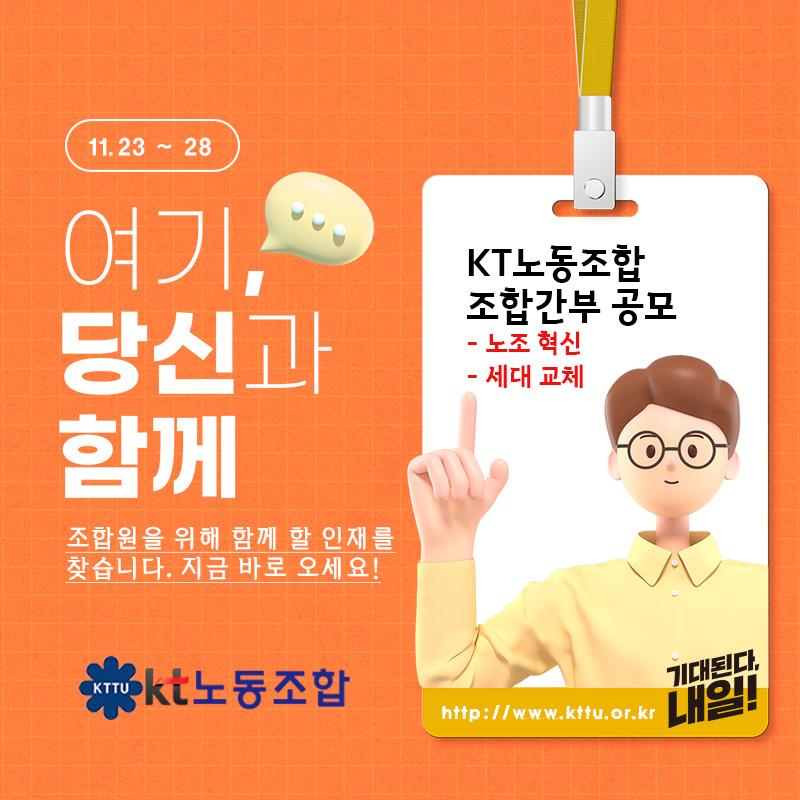 11.23 ~ 28
여기,
당신과
함께
조합원을 위해 함께 할 인재를
찾습니다. 지금 바로 오세요!
KTTU kt노동조합
KT노동조합
조합간부 공모
- 노조 혁신
- 세대 교체
기대된다,
내일!
http://www.kttu.or.kr